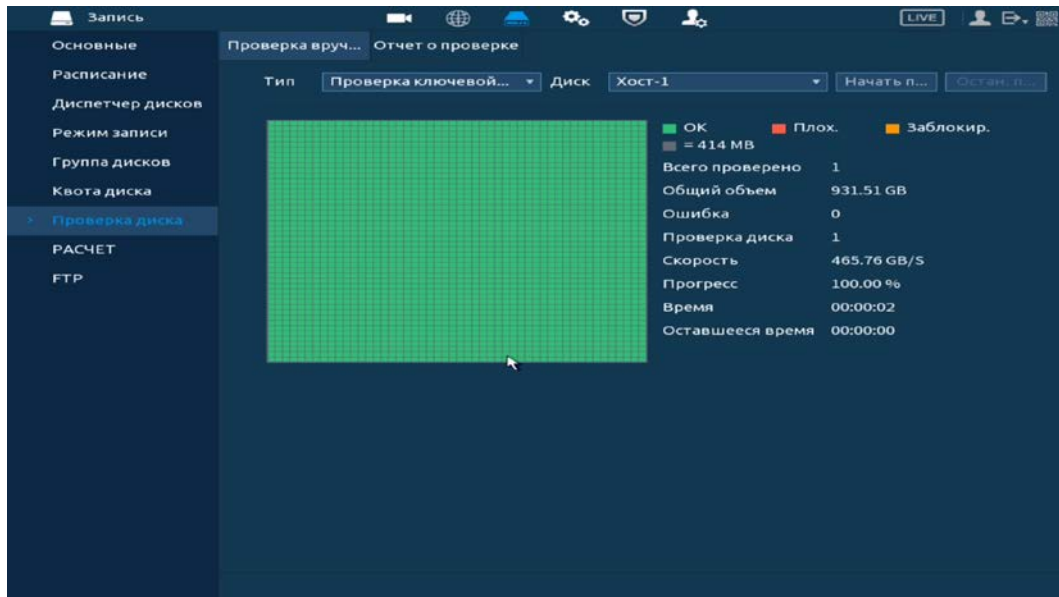 Запись
LIVE
Основные
Расписание
Диспетчер дисков
Режим записи
Группа дисков
Квота диска
Проверка диска
РАСЧЕТ
FTP
Проверка вруч... Отчет о проверке
Тип Проверка ключевой... Диск Хост-1 Начать п... Остан. п...
OK Плох. Заблокир.
= 414 MB
Всего проверено 1
Общий объем 931.51 GB
Ошибка 0
Проверка диска 1
Скорость 465.76 GB/S
Прогресс 100.00 %
Время 00:00:02
Оставшееся время 00:00:00